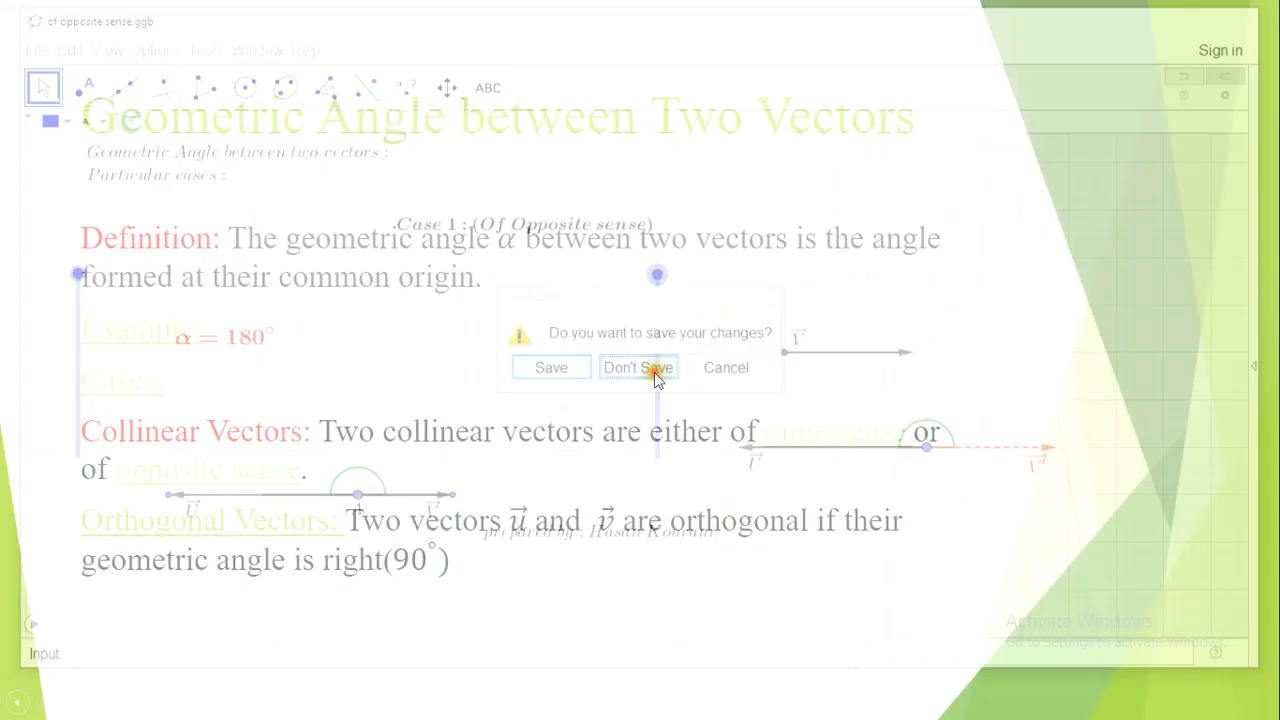 of opposite sense.ggb
File Edit View Options Tools Window Help
Sign in
A
a=2
ABC
Geometric Angle between Two Vectors
Geometric Angle between two vectors :
Particular cases :
.Case 1 : (Of Opposite sense)
Definition: The geometric angle α between two vectors is the angle
formed at their common origin.
Example:
α = 180°
Do you want to save your changes?
Save Don't Save Cancel
V
Cases:
Collinear Vectors: Two collinear vectors are either of same sense or
of opposite sense.
U
V'
U
V
Orthogonal Vectors: Two vectors u⃗ and v⃗ are orthogonal if their
prepared by : Hasan Kourani
geometric angle is right(90°)
Activate Windows
Go to Settings to activate Windows.
Input: